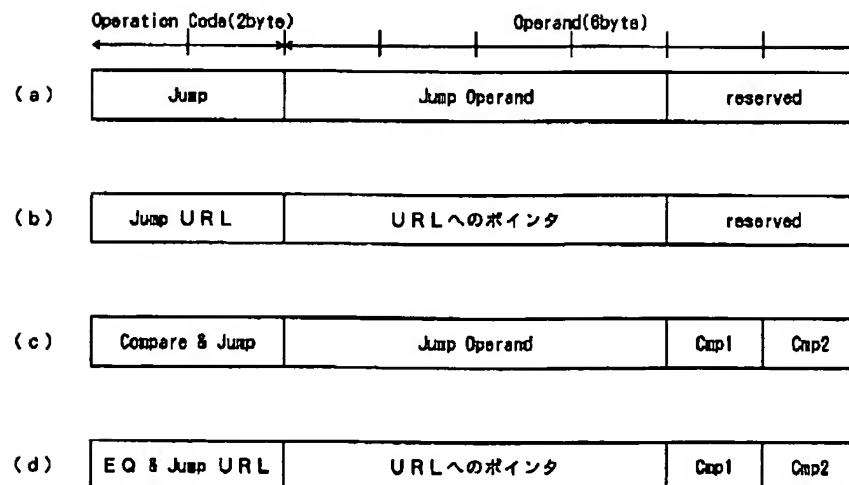 Operation Code(2byte) Operand(6byte)
(a) Jump Jump Operand reserved
(b) Jump URL URLへのポインタ reserved
(c) Compare & Jump Jump Operand Cmp1 Cmp2
(d) EQ & Jump URL URLへのポインタ Cmp1 Cmp2